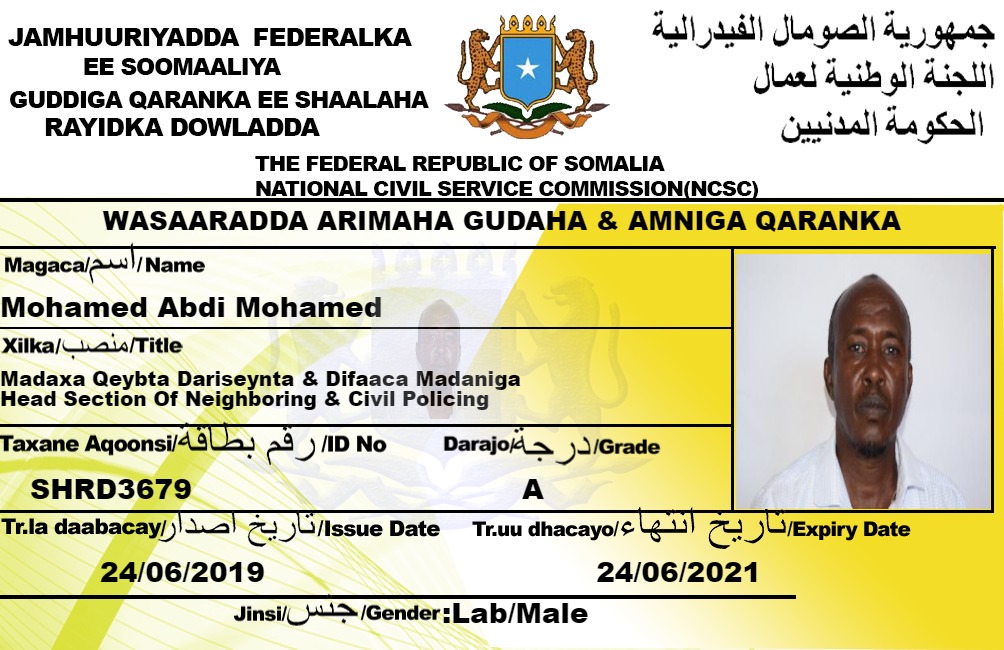 JAMHUURIYADDA FEDERALKA
EE SOOMAALIYA
GUDDIGA QARANKA EE SHAALAHA
RAYIDKA DOWLADDA
جمهورية الصومال الفيدرالية
اللجنة الوطنية لعمال
الحكومة المدنيين
THE FEDERAL REPUBLIC OF SOMALIA
NATIONAL CIVIL SERVICE COMMISSION(NCSC)
WASAARADDA ARIMAHA GUDAHA & AMNIGA QARANKA
Magaca/اسم/Name
Mohamed Abdi Mohamed
Xilka/منصب/Title
Madaxa Qeybta Dariseynta & Difaaca Madaniga
Head Section Of Neighboring & Civil Policing
Taxane Aqoonsi/رقم بطاقة/ID No Darajo/درجة/Grade
SHRD3679 A
Tr.la daabacay/تاريخ اصدار/Issue Date Tr.uu dhacayo/تاريخ انتهاء/Expiry Date
24/06/2019 24/06/2021
Jinsi/جنس/Gender:Lab/Male